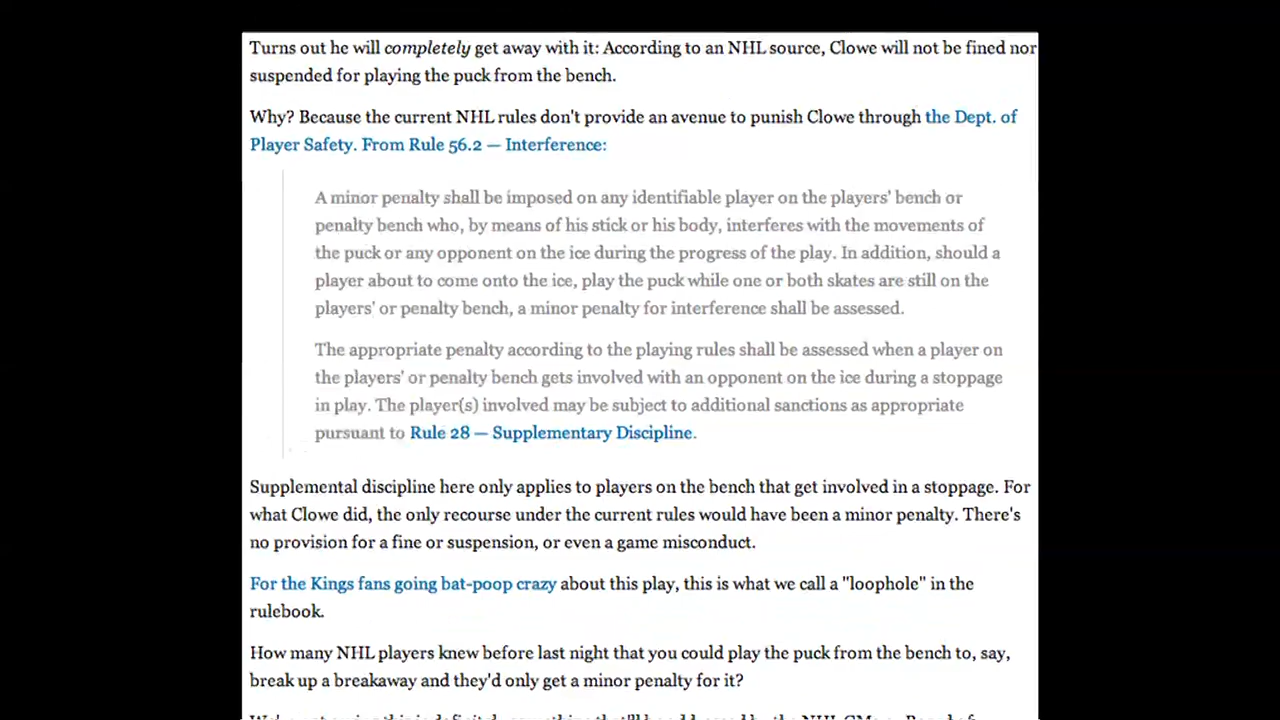 Turns out he will completely get away with it: According to an NHL source, Clowe will not be fined nor
suspended for playing the puck from the bench.
Why? Because the current NHL rules don't provide an avenue to punish Clowe through the Dept. of
Player Safety. From Rule 56.2 — Interference:
A minor penalty shall be imposed on any identifiable player on the players' bench or
penalty bench who, by means of his stick or his body, interferes with the movements of
the puck or any opponent on the ice during the progress of the play. In addition, should a
player about to come onto the ice, play the puck while one or both skates are still on the
players' or penalty bench, a minor penalty for interference shall be assessed.
The appropriate penalty according to the playing rules shall be assessed when a player on
the players' or penalty bench gets involved with an opponent on the ice during a stoppage
in play. The player(s) involved may be subject to additional sanctions as appropriate
pursuant to Rule 28 — Supplementary Discipline.
Supplemental discipline here only applies to players on the bench that get involved in a stoppage. For
what Clowe did, the only recourse under the current rules would have been a minor penalty. There's
no provision for a fine or suspension, or even a game misconduct.
For the Kings fans going bat-poop crazy about this play, this is what we call a "loophole" in the
rulebook.
How many NHL players knew before last night that you could play the puck from the bench to, say,
break up a breakaway and they'd only get a minor penalty for it?